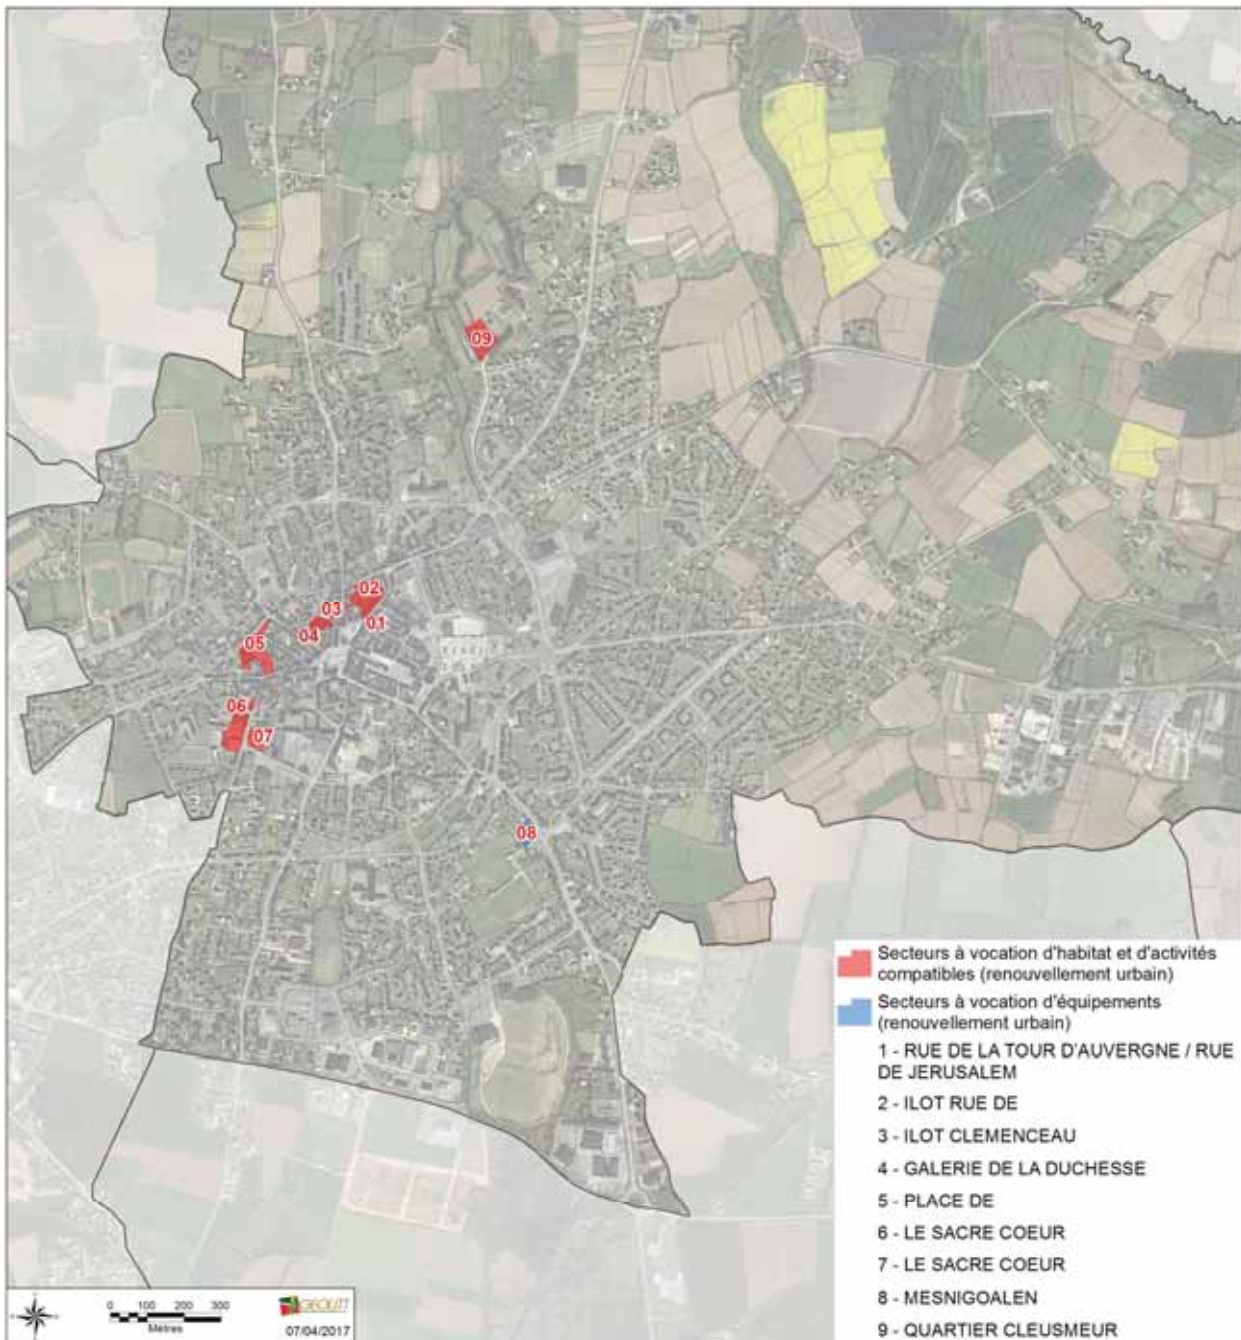 09
02
03
01
04
05
06
07
08
Secteurs à vocation d'habitat et d'activités
compatibles (renouvellement urbain)
Secteurs à vocation d'équipements
(renouvellement urbain)
1 - RUE DE LA TOUR D'AUVERGNE / RUE
DE JERUSALEM
2 - ILOT RUE DE
3 - ILOT CLEMENCEAU
4 - GALERIE DE LA DUCHESSE
5 - PLACE DE
6 - LE SACRE COEUR
7 - LE SACRE COEUR
8 - MESNIGOALEN
9 - QUARTIER CLEUSMEUR
0 100 200 300
Mètres
GEOLITT
07/04/2017